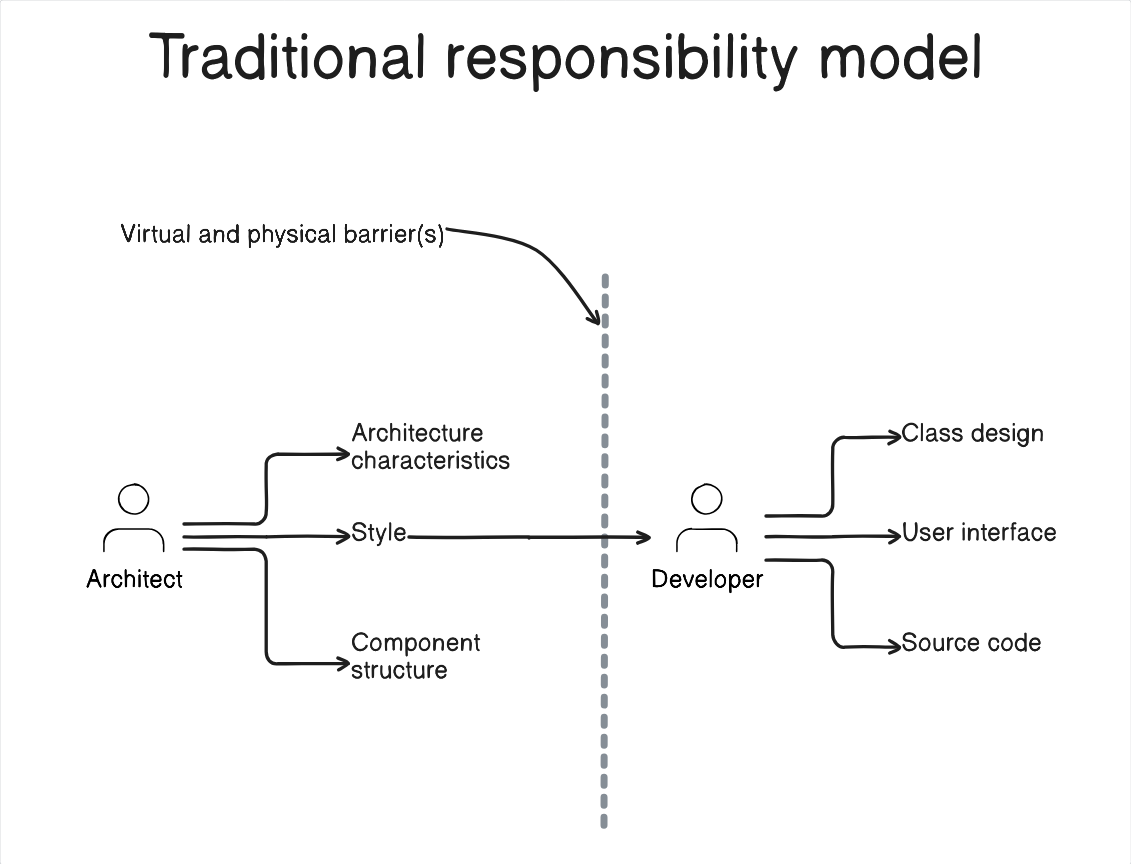 Traditional responsibility model
Virtual and physical barrier(s)
Architecture
characteristics
Style
Component
structure
Architect
Developer
Class design
User interface
Source code